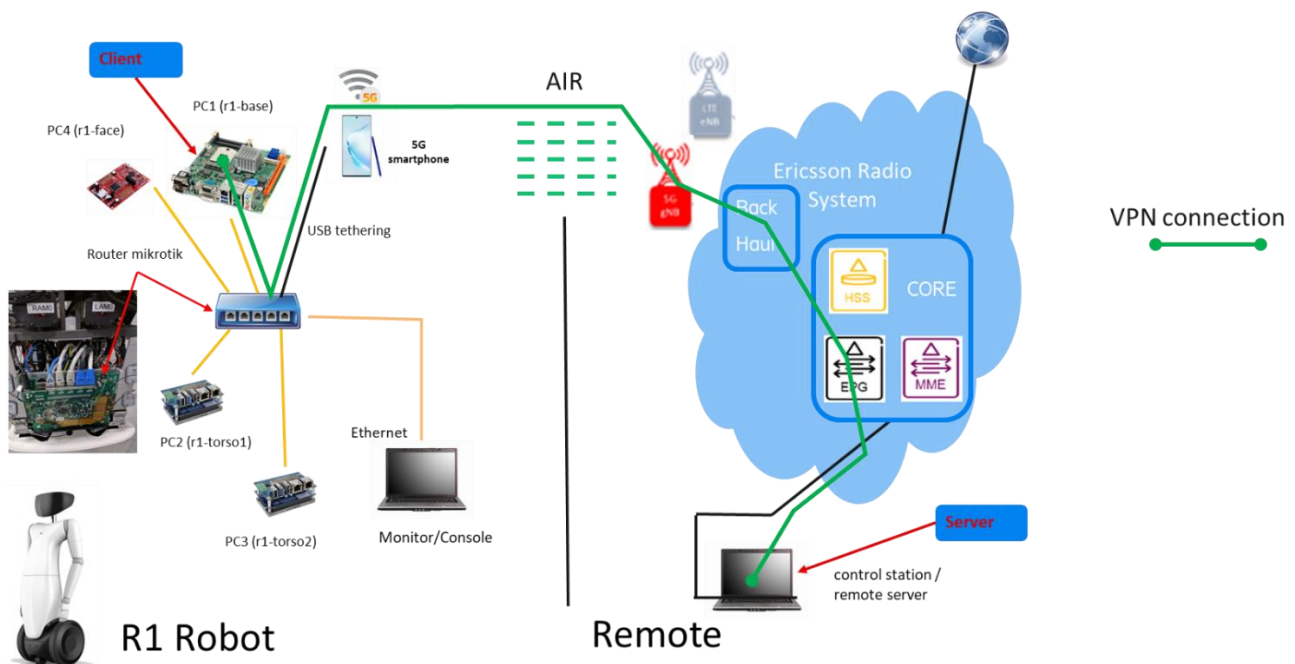 Client
PC1 (r1-base)
PC4 (r1-face)
5G
5G
smartphone
AIR
LTE
eNB
5G
gNB
Ericsson Radio
System
Back
Haul
HSS
CORE
EPG
MME
VPN connection
USB tethering
Router mikrotik
RAM0
LAM0
PC2 (r1-torso1)
Ethernet
PC3 (r1-torso2)
Monitor/Console
Server
control station /
remote server
R1 Robot
Remote